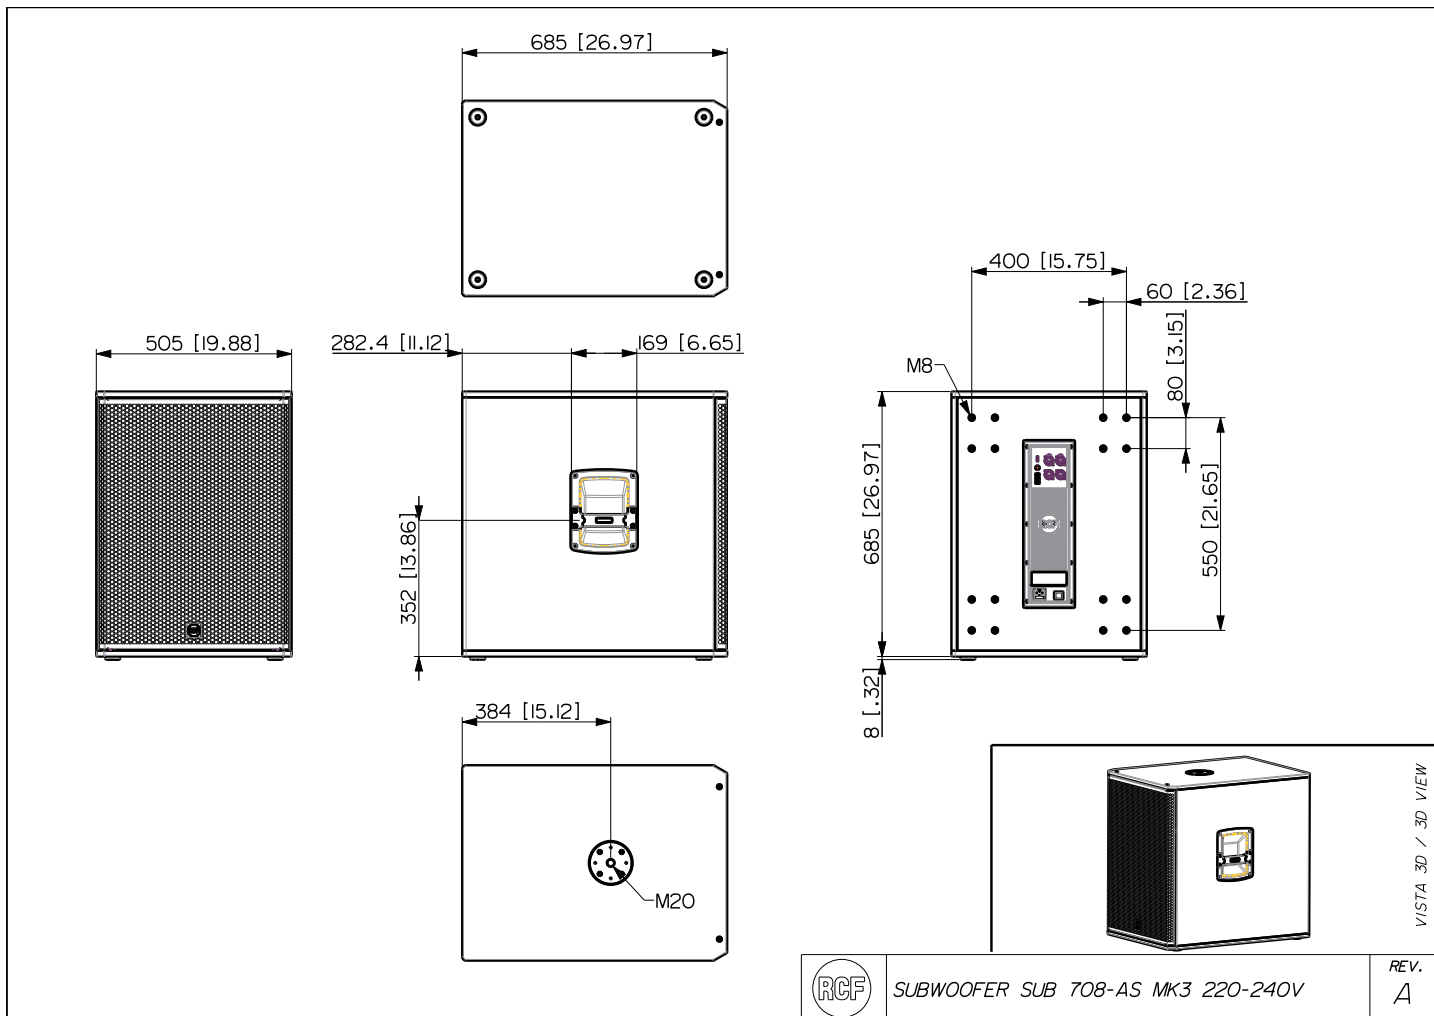 685 [26.97]
400 [15.75]
60 [2.36]
505 [19.88]
282.4 [11.12]
169 [6.65]
80 [3.15]
M8
352 [13.86]
685 [26.97]
RCF
550 [21.65]
8 [.32]
384 [15.12]
M20
VISTA 3D / 3D VIEW
RCF
SUBWOOFER SUB 708-AS MK3 220-240V
REV.
A